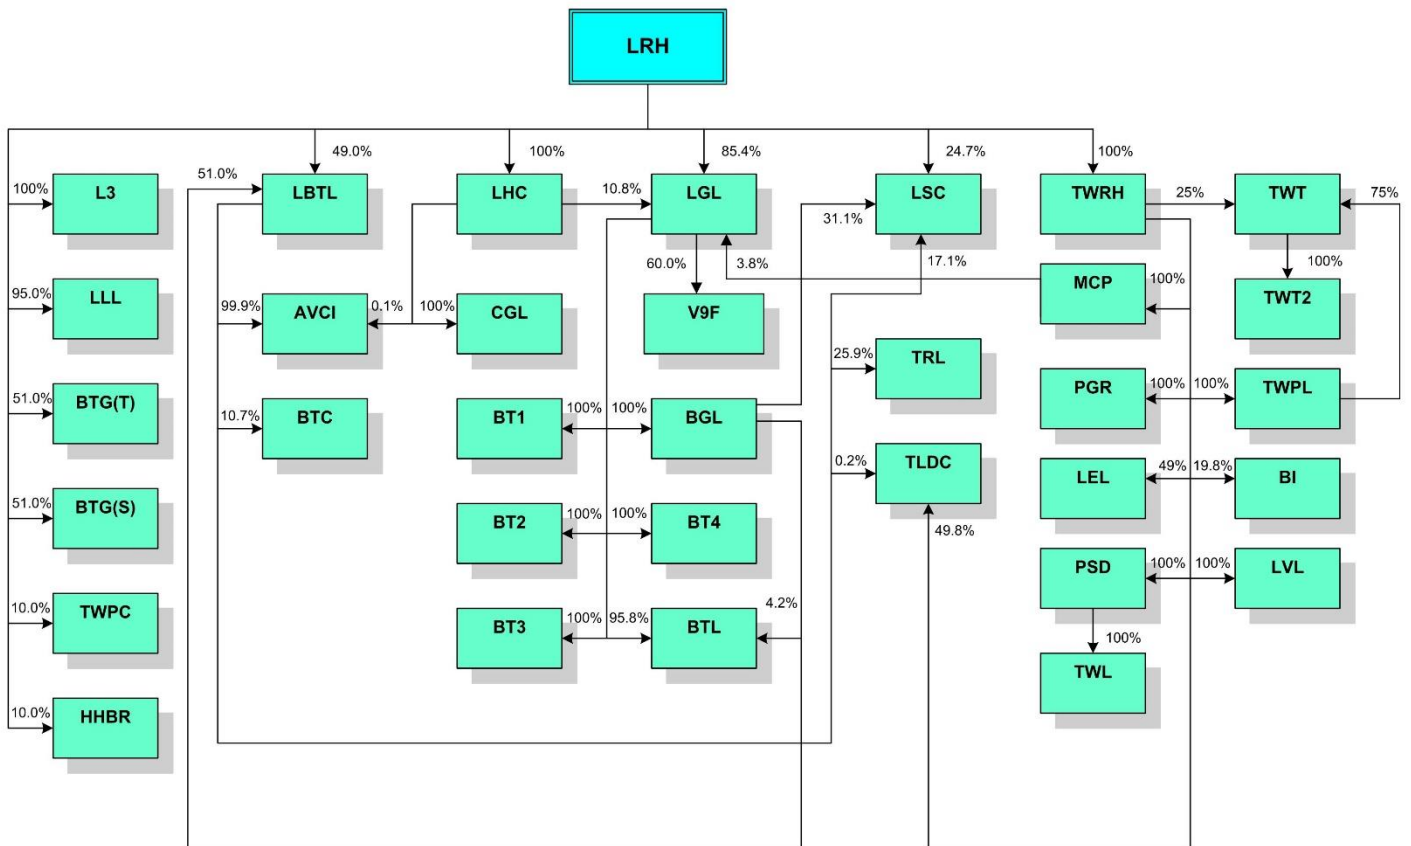 LRH
49.0%
100%
85.4%
24.7%
100%
51.0%
100%
L3
LBTL
LHC
10.8%
LGL
31.1%
LSC
TWRH
25%
TWT
75%
95.0%
LLL
99.9%
AVCI
0.1%
100%
CGL
60.0%
3.8%
V9F
17.1%
MCP
100%
100%
TWT2
51.0%
BTG(T)
10.7%
BTC
BT1
100%
100%
BGL
25.9%
TRL
PGR
100%
100%
TWPL
51.0%
BTG(S)
BT2
100%
100%
BT4
0.2%
TLDC
49.8%
LEL
49%
19.8%
BI
10.0%
TWPC
BT3
100%
95.8%
BTL
4.2%
PSD
100%
100%
LVL
10.0%
HHBR
100%
TWL